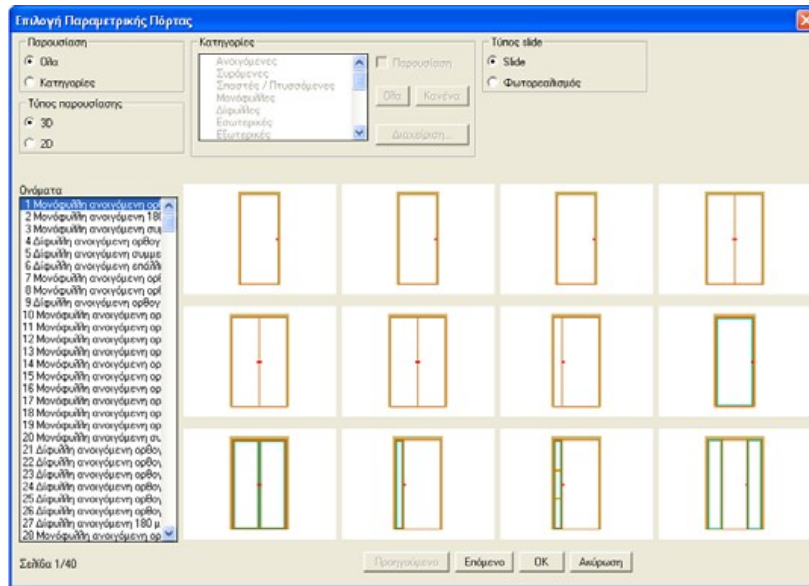 Επιλογή Παραμετρικής Πόρτας
Παρουσίαση
Ολα
Κατηγορίες
Τύπος παρουσίασης
3D
2D
Κατηγορίες
Ανοιγόμενες
Συρόμενες
Σπαστές / Πτυσσόμενες
Μονόφυλλες
Δίφυλλες
Εσωτερικές
Εξωτερικές
Παρουσίαση
Ολα
Κανένα
Διαχείριση...
Τύπος slide
Slide
Φωτορεαλισμός
Ονόματα
1 Μονόφυλλη ανοιγόμενη ορθ
2 Μονόφυλλη ανοιγόμενη 180
3 Μονόφυλλη ανοιγόμενη συμ
4 Δίφυλλη ανοιγόμενη ορθογ
5 Δίφυλλη ανοιγόμενη συμμε
6 Δίφυλλη ανοιγόμενη επάλλ
7 Μονόφυλλη ανοιγόμενη ορθ
8 Μονόφυλλη ανοιγόμενη ορθ
9 Δίφυλλη ανοιγόμενη ορθογ
10 Μονόφυλλη ανοιγόμενη ορ
11 Μονόφυλλη ανοιγόμενη ορ
12 Μονόφυλλη ανοιγόμενη ορ
13 Μονόφυλλη ανοιγόμενη ορ
14 Μονόφυλλη ανοιγόμενη ορ
15 Μονόφυλλη ανοιγόμενη ορ
16 Μονόφυλλη ανοιγόμενη ορ
17 Μονόφυλλη ανοιγόμενη ορ
18 Μονόφυλλη ανοιγόμενη ορ
19 Μονόφυλλη ανοιγόμενη ορ
20 Μονόφυλλη ανοιγόμενη συ
21 Δίφυλλη ανοιγόμενη ορθογ
22 Δίφυλλη ανοιγόμενη ορθογ
23 Δίφυλλη ανοιγόμενη ορθογ
24 Δίφυλλη ανοιγόμενη ορθογ
25 Δίφυλλη ανοιγόμενη ορθογ
26 Δίφυλλη ανοιγόμενη ορθογ
27 Δίφυλλη ανοιγόμενη 180 μ
28 Μονόφυλλη ανοιγόμενη ορ
Σελίδα 1/40
Προηγούμενο
Επόμενο
OK
Ακύρωση